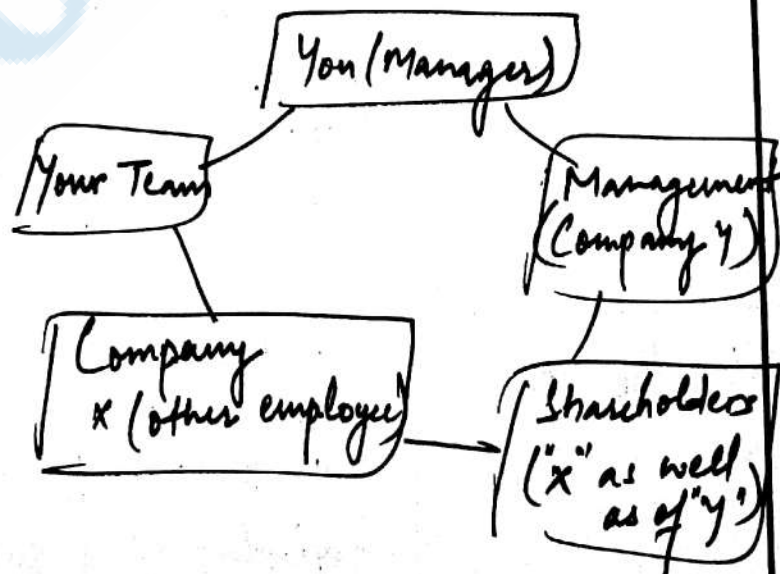 You (Manager)
Your Team
Management
(Company Y)
Company
X (other employee)
Shareholders
("X" as well
as of "Y")